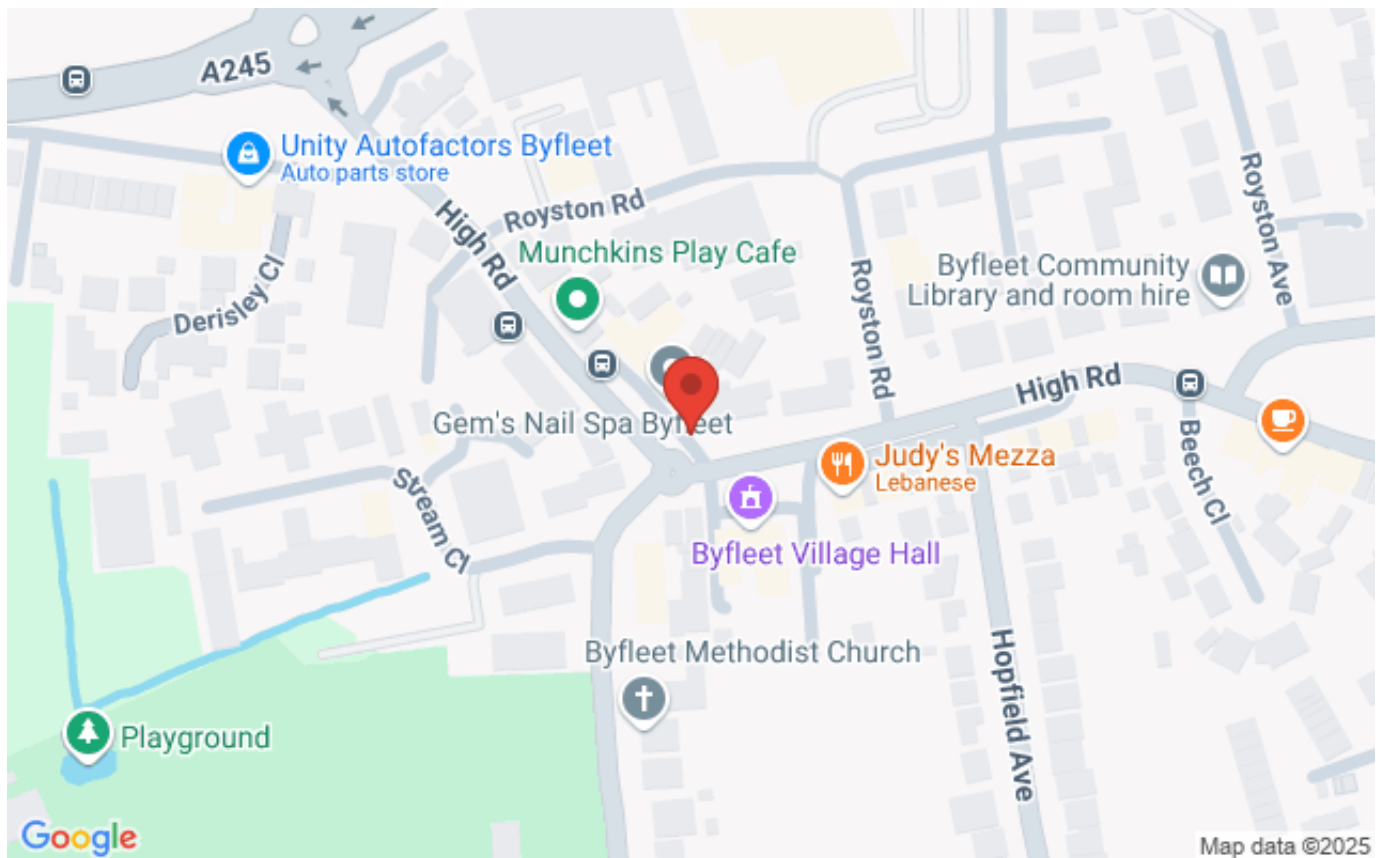 A245
Unity Autofactors Byfleet
Auto parts store
Royston Rd
High Rd
Munchkins Play Cafe
Royston Ave
Byfleet Community
Library and room hire
Derisley Cl
Royston Rd
High Rd
Gem's Nail Spa Byfleet
Judy's Mezza
Lebanese
Beech Cl
Stream Cl
Byfleet Village Hall
Byfleet Methodist Church
Hopfield Ave
Playground
Google
Map data ©2025